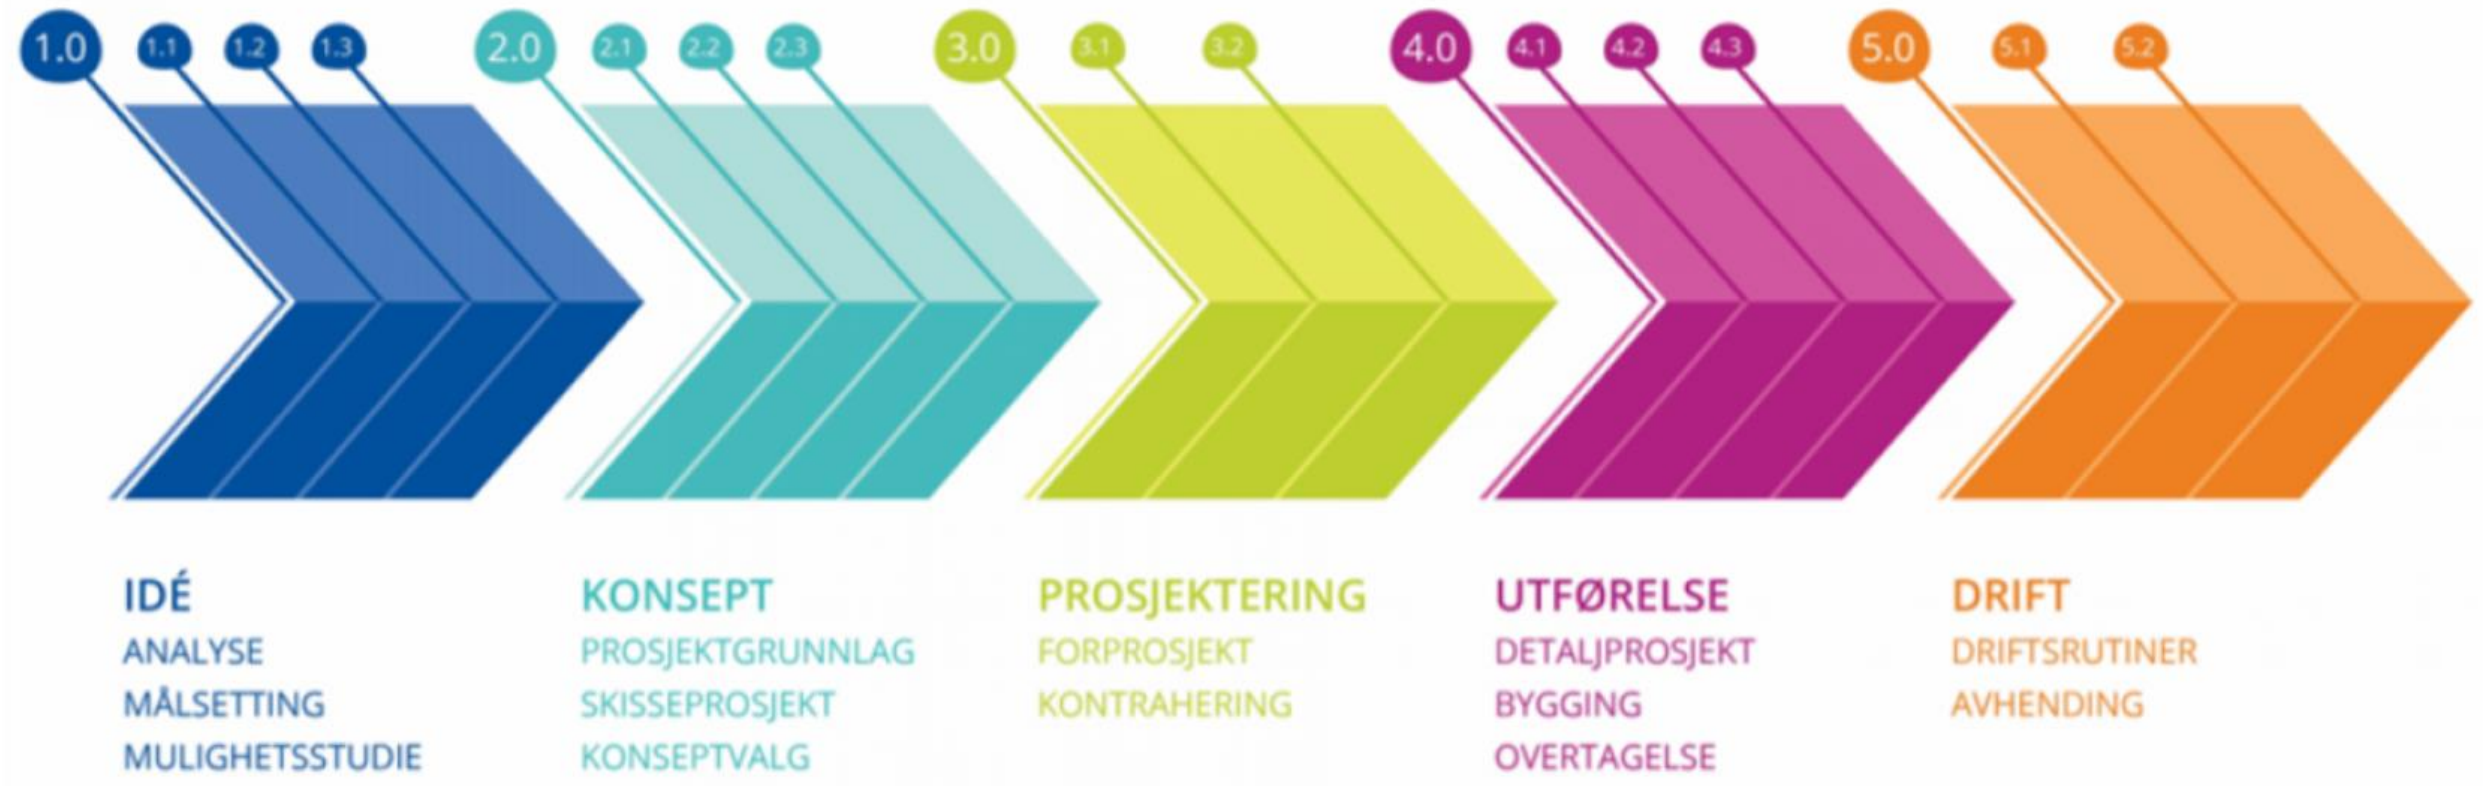 1.0 1.1 1.2 1.3 2.0 2.1 2.2 2.3 3.0 3.1 3.2 4.0 4.1 4.2 4.3 5.0 5.1 5.2
IDÉ
ANALYSE
MÅLSETTING
MULIGHETSSTUDIE
KONSEPT
PROSJEKTGRUNNLAG
SKISSEPROSJEKT
KONSEPTVALG
PROSJEKTERING
FORPROSJEKT
KONTRAHERING
UTFØRELSE
DETALJPROSJEKT
BYGGING
OVERTAGELSE
DRIFT
DRIFTSRUTINER
AVHENDING